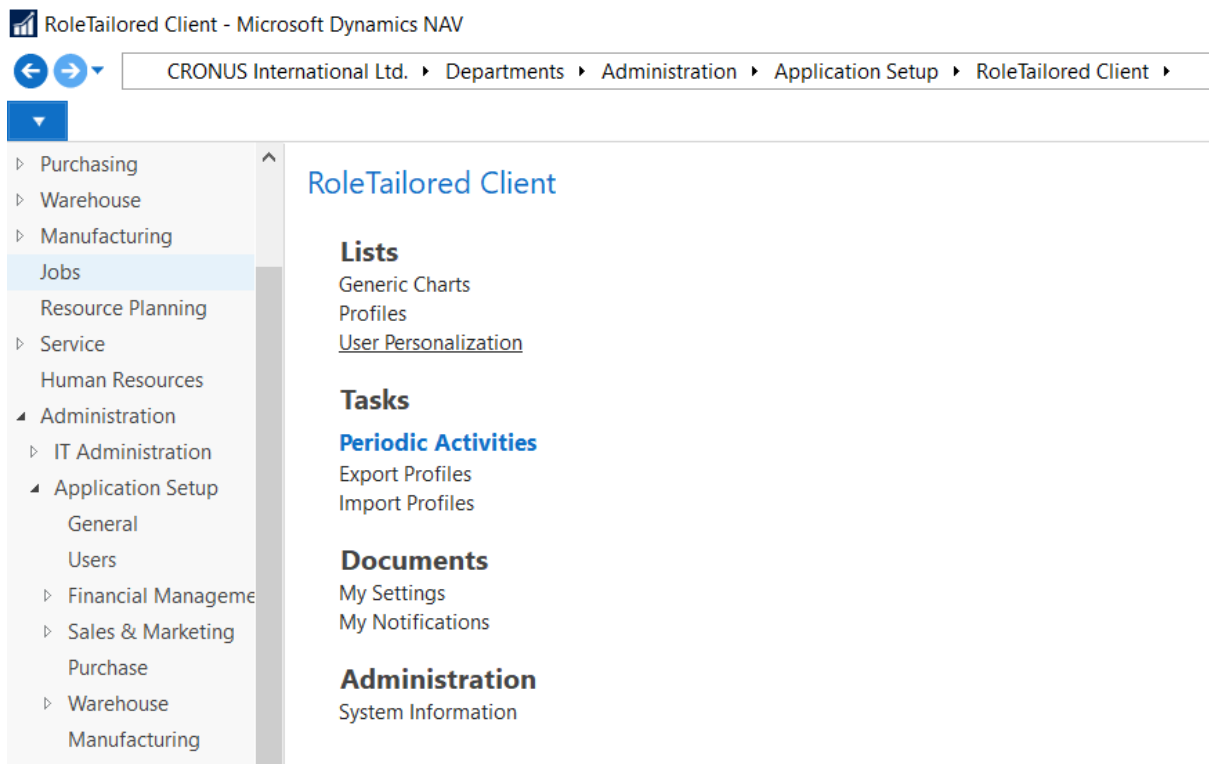 RoleTailored Client - Microsoft Dynamics NAV
CRONUS International Ltd. Departments Administration Application Setup RoleTailored Client
Purchasing
Warehouse
Manufacturing
Jobs
Resource Planning
Service
Human Resources
Administration
IT Administration
Application Setup
General
Users
Financial Manageme
Sales & Marketing
Purchase
Warehouse
Manufacturing
RoleTailored Client
Lists
Generic Charts
Profiles
User Personalization
Tasks
Periodic Activities
Export Profiles
Import Profiles
Documents
My Settings
My Notifications
Administration
System Information